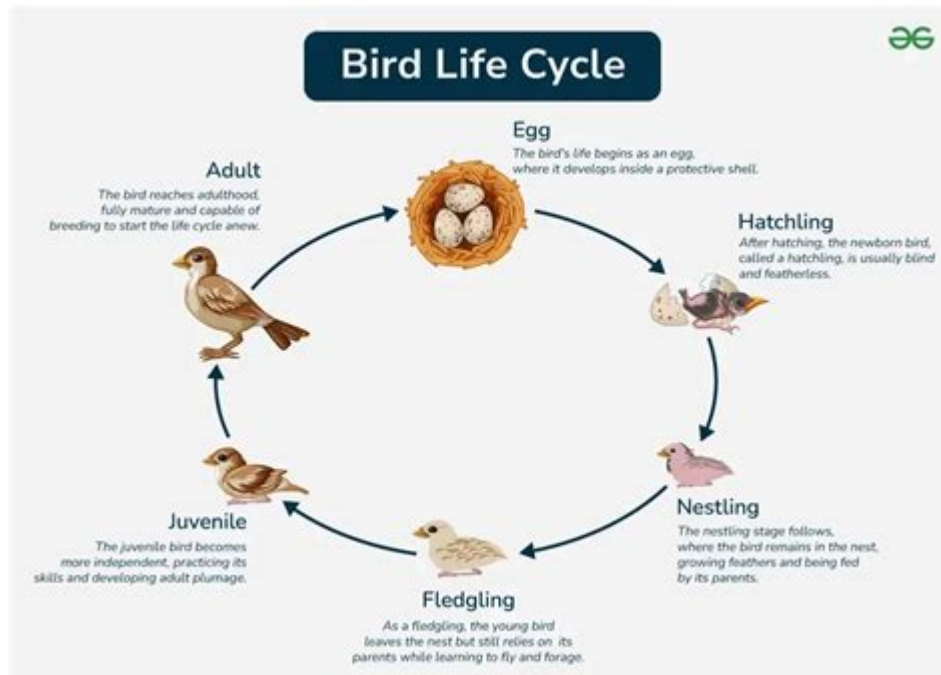 Bird Life Cycle
Egg
The bird's life begins as an egg,
where it develops inside a protective shell.
Hatchling
After hatching, the newborn bird,
called a hatchling, is usually blind
and featherless.
Nestling
The nestling stage follows,
where the bird remains in the nest,
growing feathers and being fed
by its parents.
Fledgling
As a fledgling, the young bird
leaves the nest but still relies on its
parents while learning to fly and forage.
Juvenile
The juvenile bird becomes
more independent, practicing its
skills and developing adult plumage.
Adult
The bird reaches adulthood,
fully mature and capable of
breeding to start the life cycle anew.